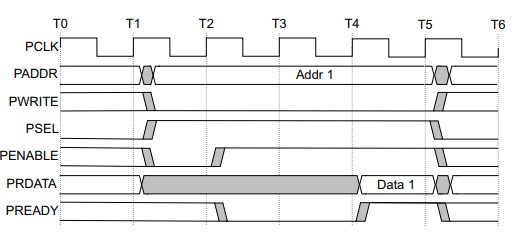 T0 T1 T2 T3 T4 T5 T6
PCLK
PADDR Addr 1
PWRITE
PSEL
PENABLE
PRDATA Data 1
PREADY